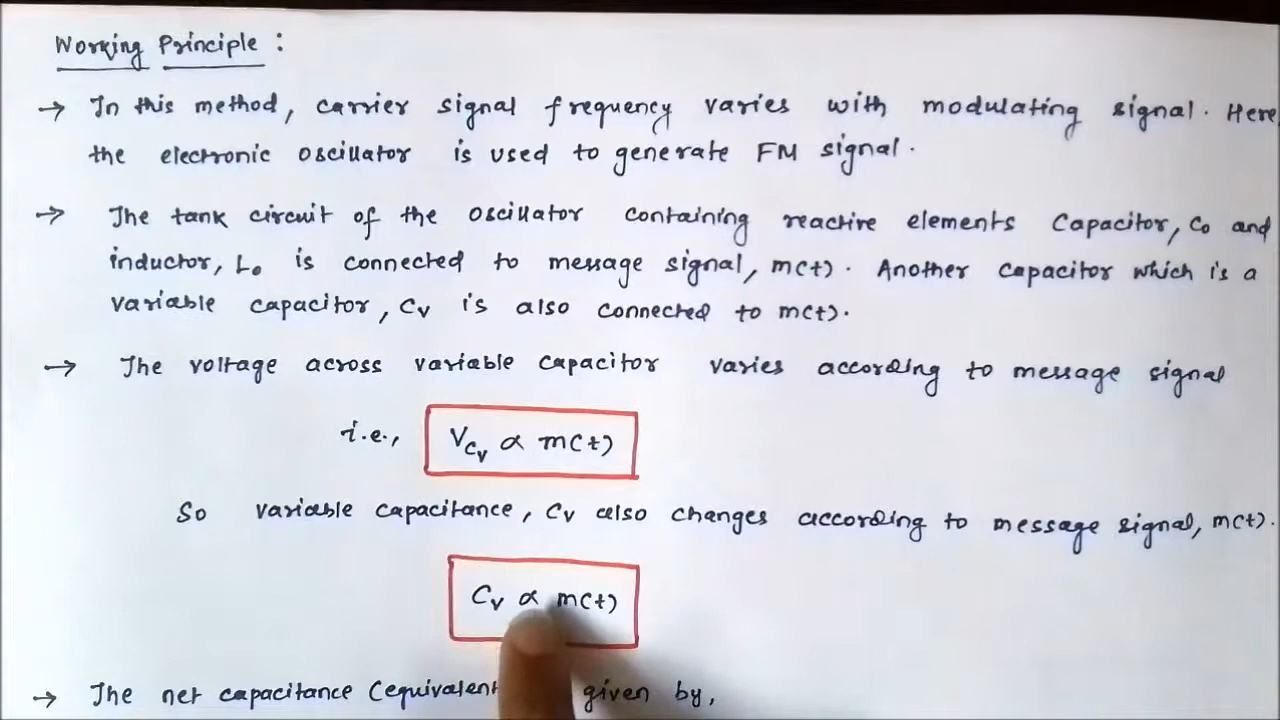 Working Principle :
→ In this method, carrier signal frequency varies with modulating signal. Here
the electronic oscillator is used to generate FM signal.
→ The tank circuit of the oscillator containing reactive elements Capacitor, Co and
inductor, Lo is connected to message signal, m(t). Another capacitor which is a
variable capacitor, Cv is also connected to m(t).
→ The voltage across variable capacitor varies according to message signal
i.e., VCv ∝ m(t)
So variable capacitance, Cv also changes according to message signal, m(t).
Cv ∝ m(t)
→ The net capacitance (equivalent given by,